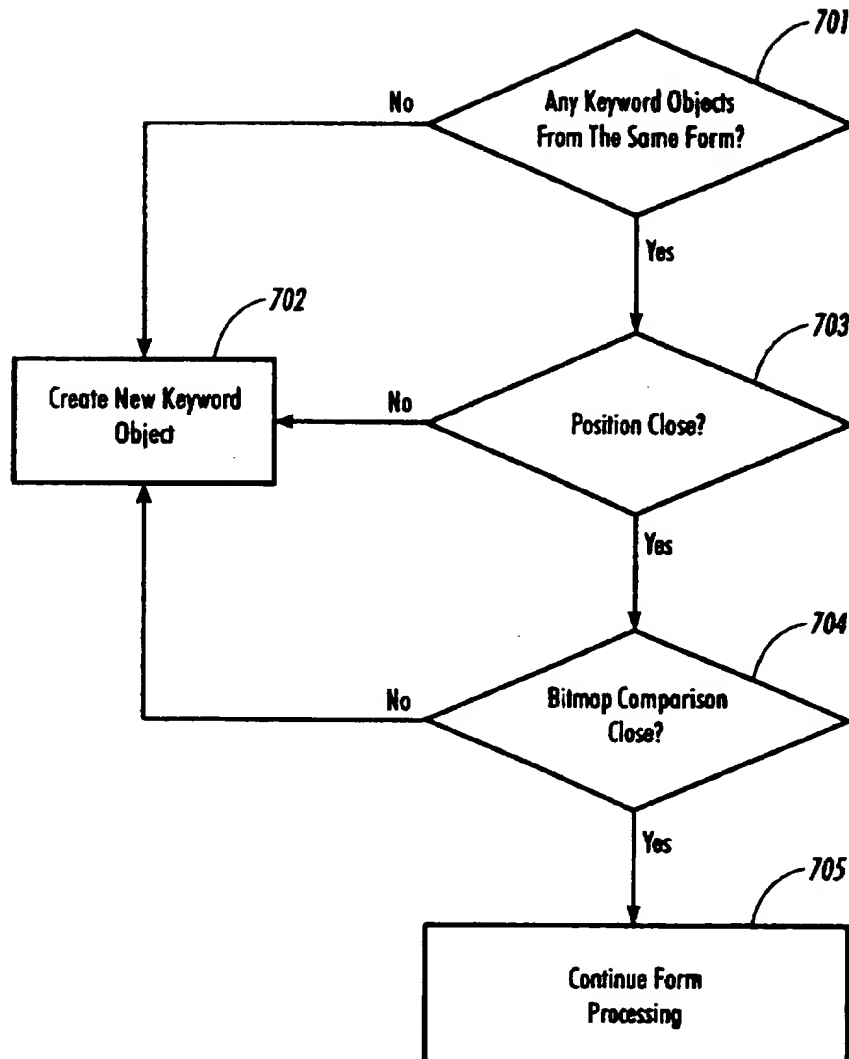 701
No
Any Keyword Objects
From The Same Form?
Yes
702
703
Create New Keyword
Object
No
Position Close?
Yes
704
No
Bitmap Comparison
Close?
Yes
705
Continue Form
Processing